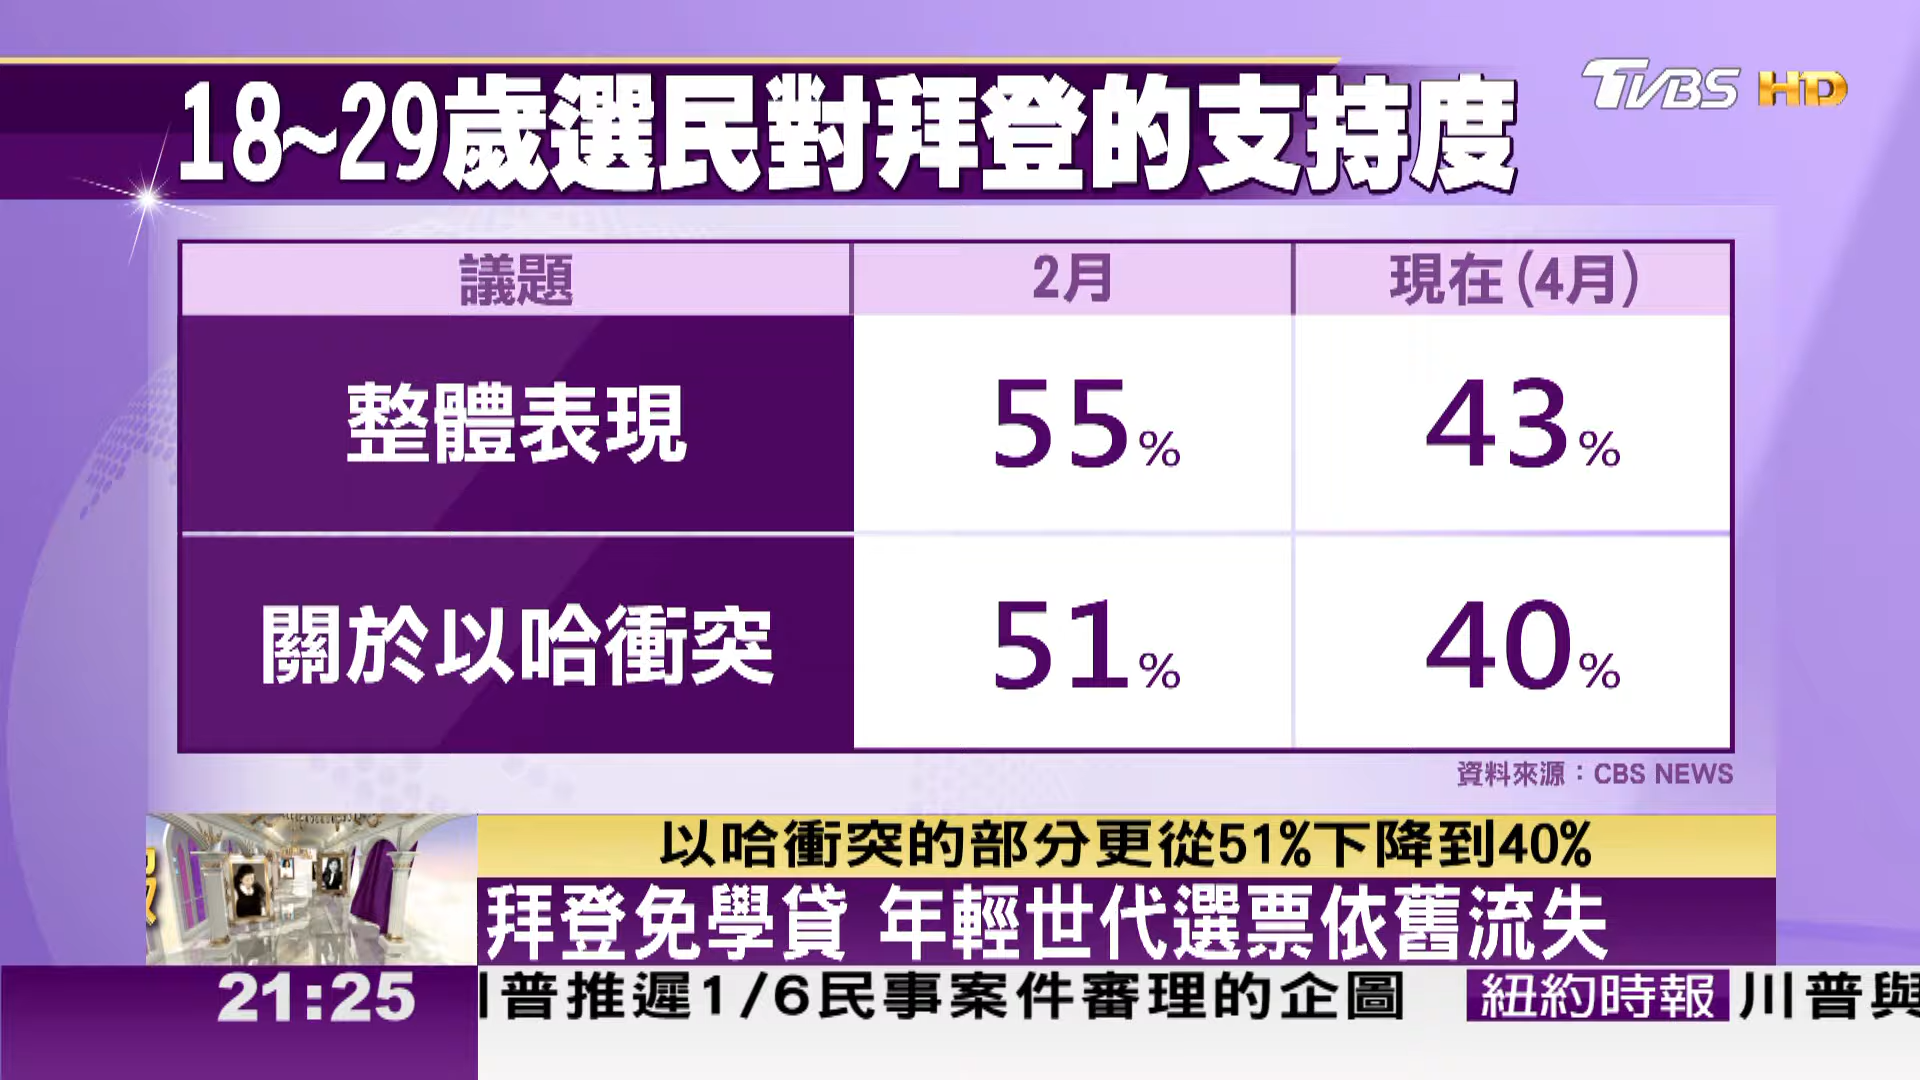 18~29歲選民對拜登的支持度
TVBS HD
議題 2月 現在(4月)
整體表現 55% 43%
關於以哈衝突 51% 40%
資料來源：CBS NEWS
以哈衝突的部分更從51%下降到40%
拜登免學貸 年輕世代選票依舊流失
21:25
川普推遲1/6民事案件審理的企圖 紐約時報 川普與